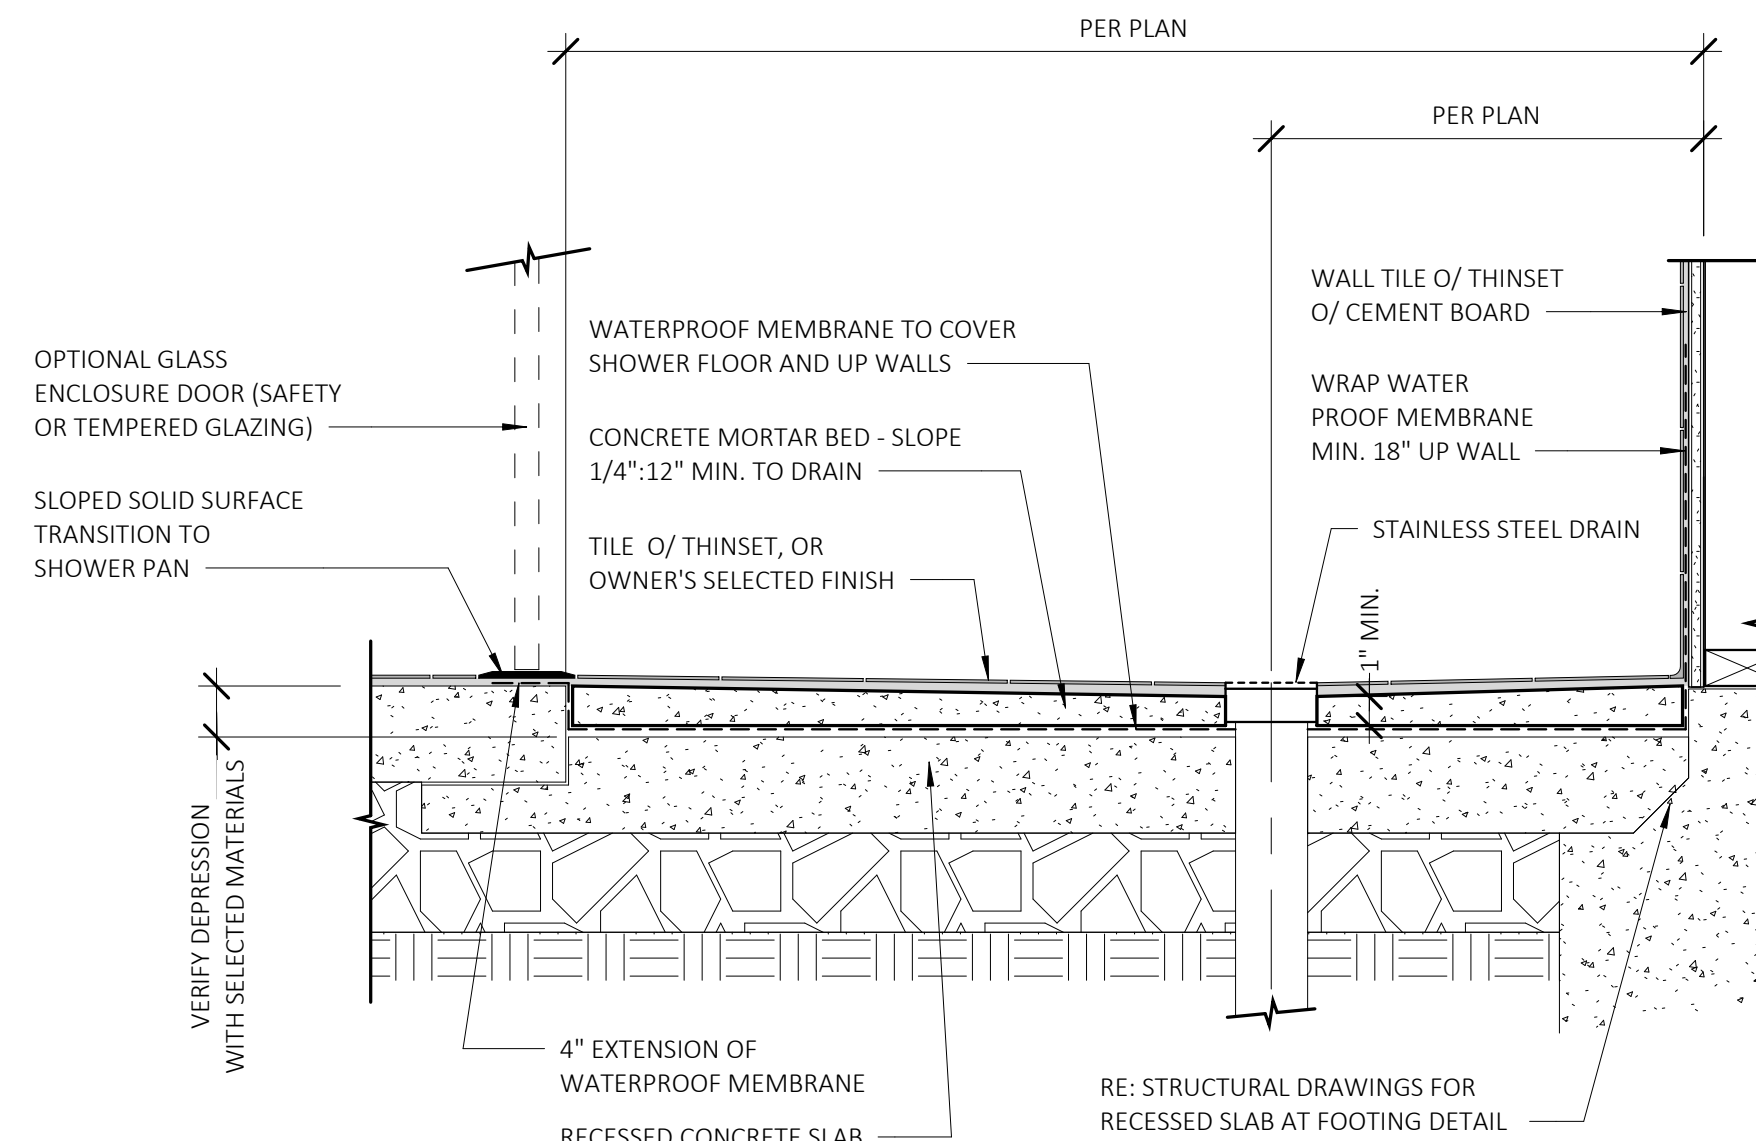 PER PLAN
PER PLAN
WALL TILE O/ THINSET
O/ CEMENT BOARD
WATERPROOF MEMBRANE TO COVER
SHOWER FLOOR AND UP WALLS
OPTIONAL GLASS
ENCLOSURE DOOR (SAFETY
OR TEMPERED GLAZING)
WRAP WATER
PROOF MEMBRANE
MIN. 18" UP WALL
CONCRETE MORTAR BED - SLOPE
1/4":12" MIN. TO DRAIN
SLOPED SOLID SURFACE
TRANSITION TO
SHOWER PAN
STAINLESS STEEL DRAIN
TILE O/ THINSET, OR
OWNER'S SELECTED FINISH
1" MIN.
VERIFY DEPRESSION
WITH SELECTED MATERIALS
4" EXTENSION OF
WATERPROOF MEMBRANE
RE: STRUCTURAL DRAWINGS FOR
RECESSED SLAB AT FOOTING DETAIL
RECESSED CONCRETE SLAB